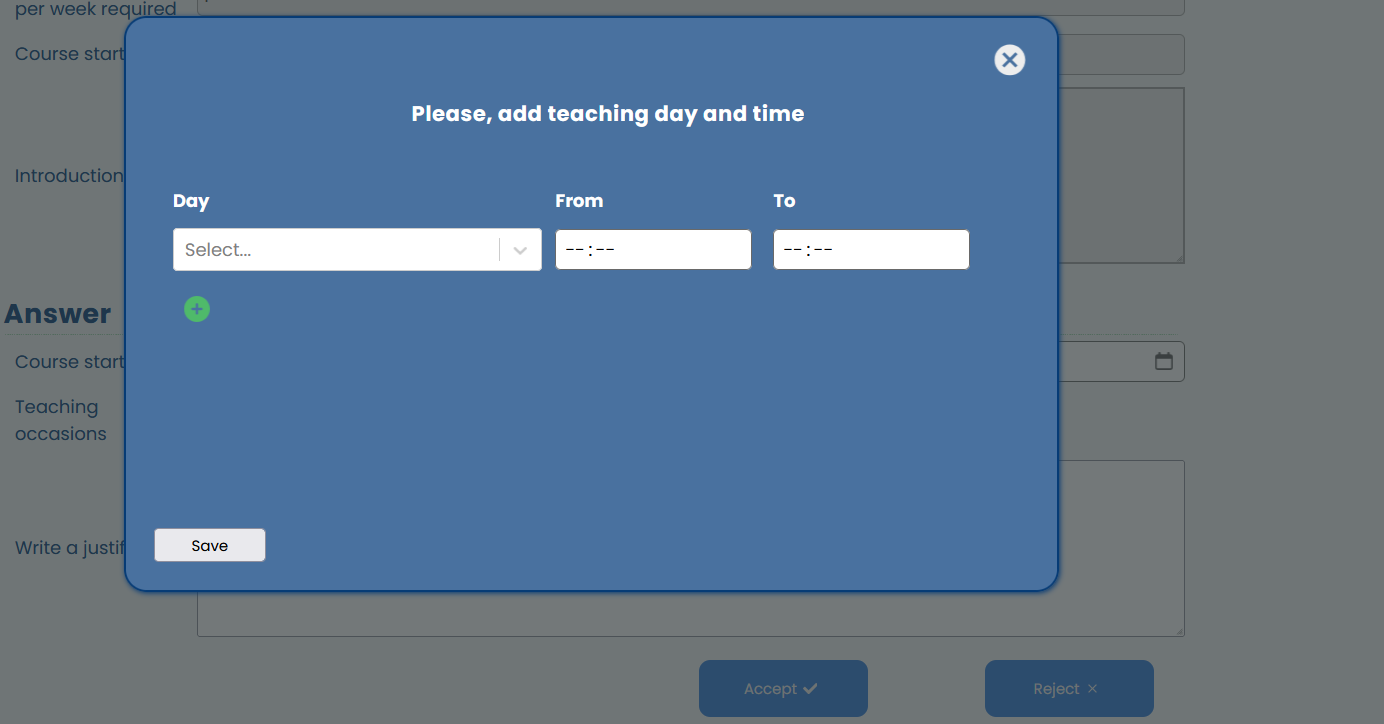 per week required
Course start
Please, add teaching day and time
Introduction
Day
From
To
Select...
--:--
--:--
Answer
Course start
Teaching
occasions
Write a justif
Save
Accept
Reject